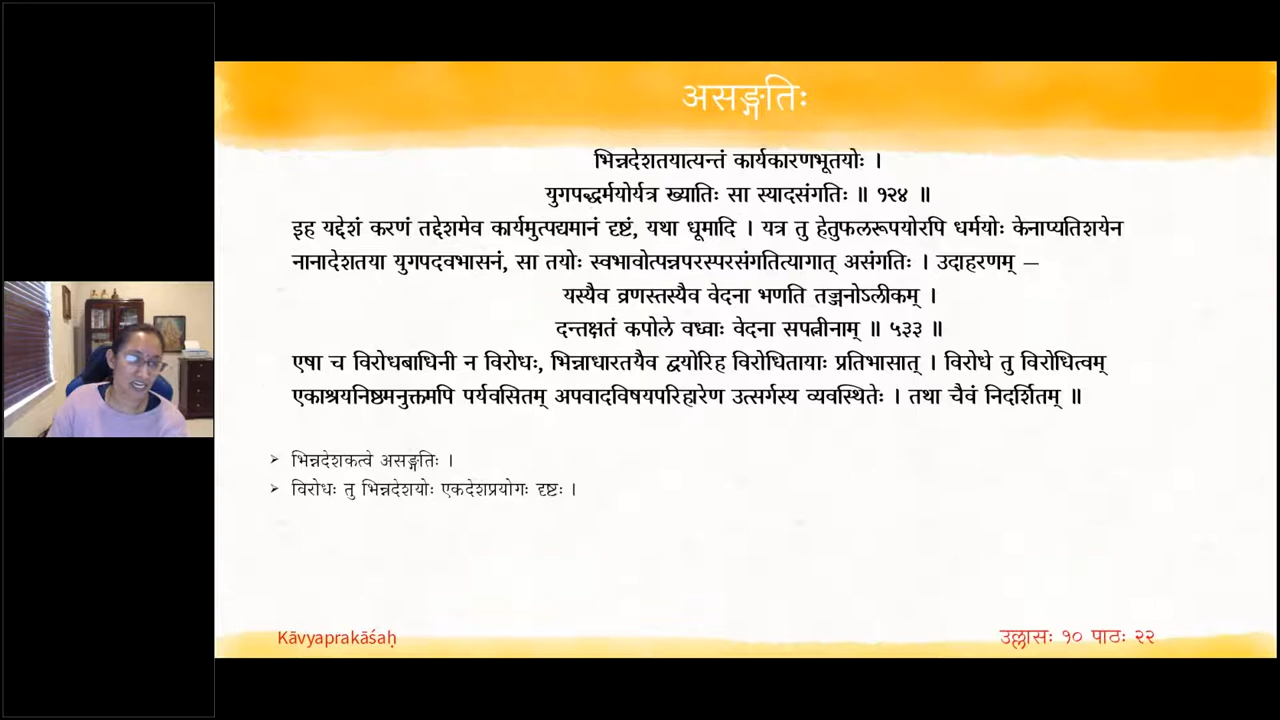 असङ्गतिः
भिन्नदेशतयात्यन्तं कार्यकारणभूतयोः ।
युगपद्धर्मयोर्यत्र ख्यातिः सा स्यादसंगतिः ॥ १२४ ॥
इह यद्देशं करणं तद्देशमेव कार्यमुत्पद्यमानं दृष्टं, यथा धूमादि । यत्र तु हेतुफलरूपयोरपि धर्मयोः केनाप्यतिशयेन
नानादेशतया युगपदवभासनं, सा तयोः स्वभावोत्पन्नपरस्परसंगतित्यागात् असंगतिः । उदाहरणम् –
यस्यैव व्रणस्तस्यैव वेदना भणति तज्जनोऽलीकम् ।
दन्तक्षतं कपोले वध्वाः वेदना सपत्नीनाम् ॥ ५३३ ॥
एषा च विरोधबाधिनी न विरोधः, भिन्नाधारतयैव द्वयोरिह विरोधितायाः प्रतिभासात् । विरोधे तु विरोधित्वम्
एकाश्रयनिष्ठमनुक्तमपि पर्यवसितम् अपवादविषयपरिहारेण उत्सर्गस्य व्यवस्थितेः । तथा चैवं निदर्शितम् ॥
➢ भिन्नदेशकत्वे असङ्गतिः ।
➢ विरोधः तु भिन्नदेशयोः एकदेशप्रयोगः दृष्टः ।
Kāvyaprakāśaḥ
उल्लासः १० पाठः २२